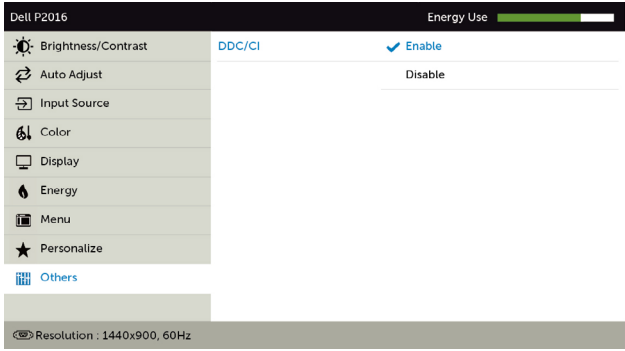 Dell P2016
Energy Use
Brightness/Contrast
DDC/CI
Enable
Auto Adjust
Disable
Input Source
Color
Display
Energy
Menu
Personalize
Others
Resolution : 1440x900, 60Hz